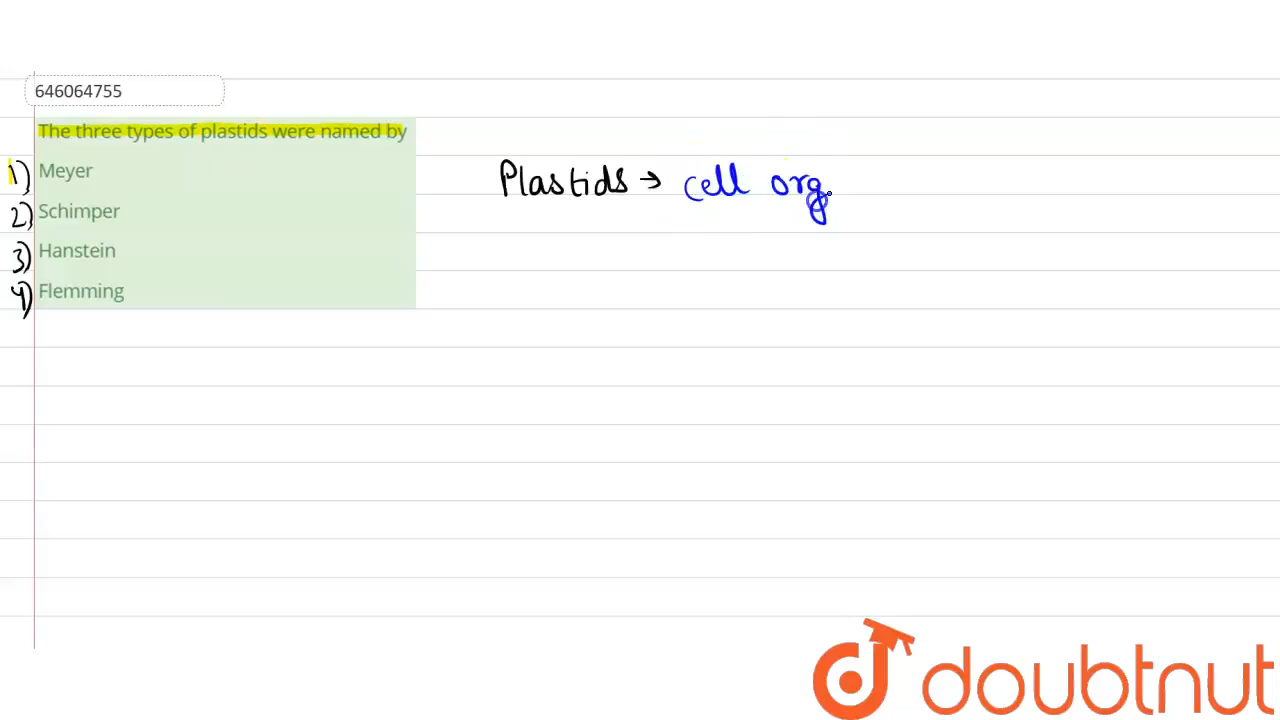 646064755
The three types of plastids were named by
1) Meyer
2) Schimper
3) Hanstein
4) Flemming
Plastids → cell org
doubtnut